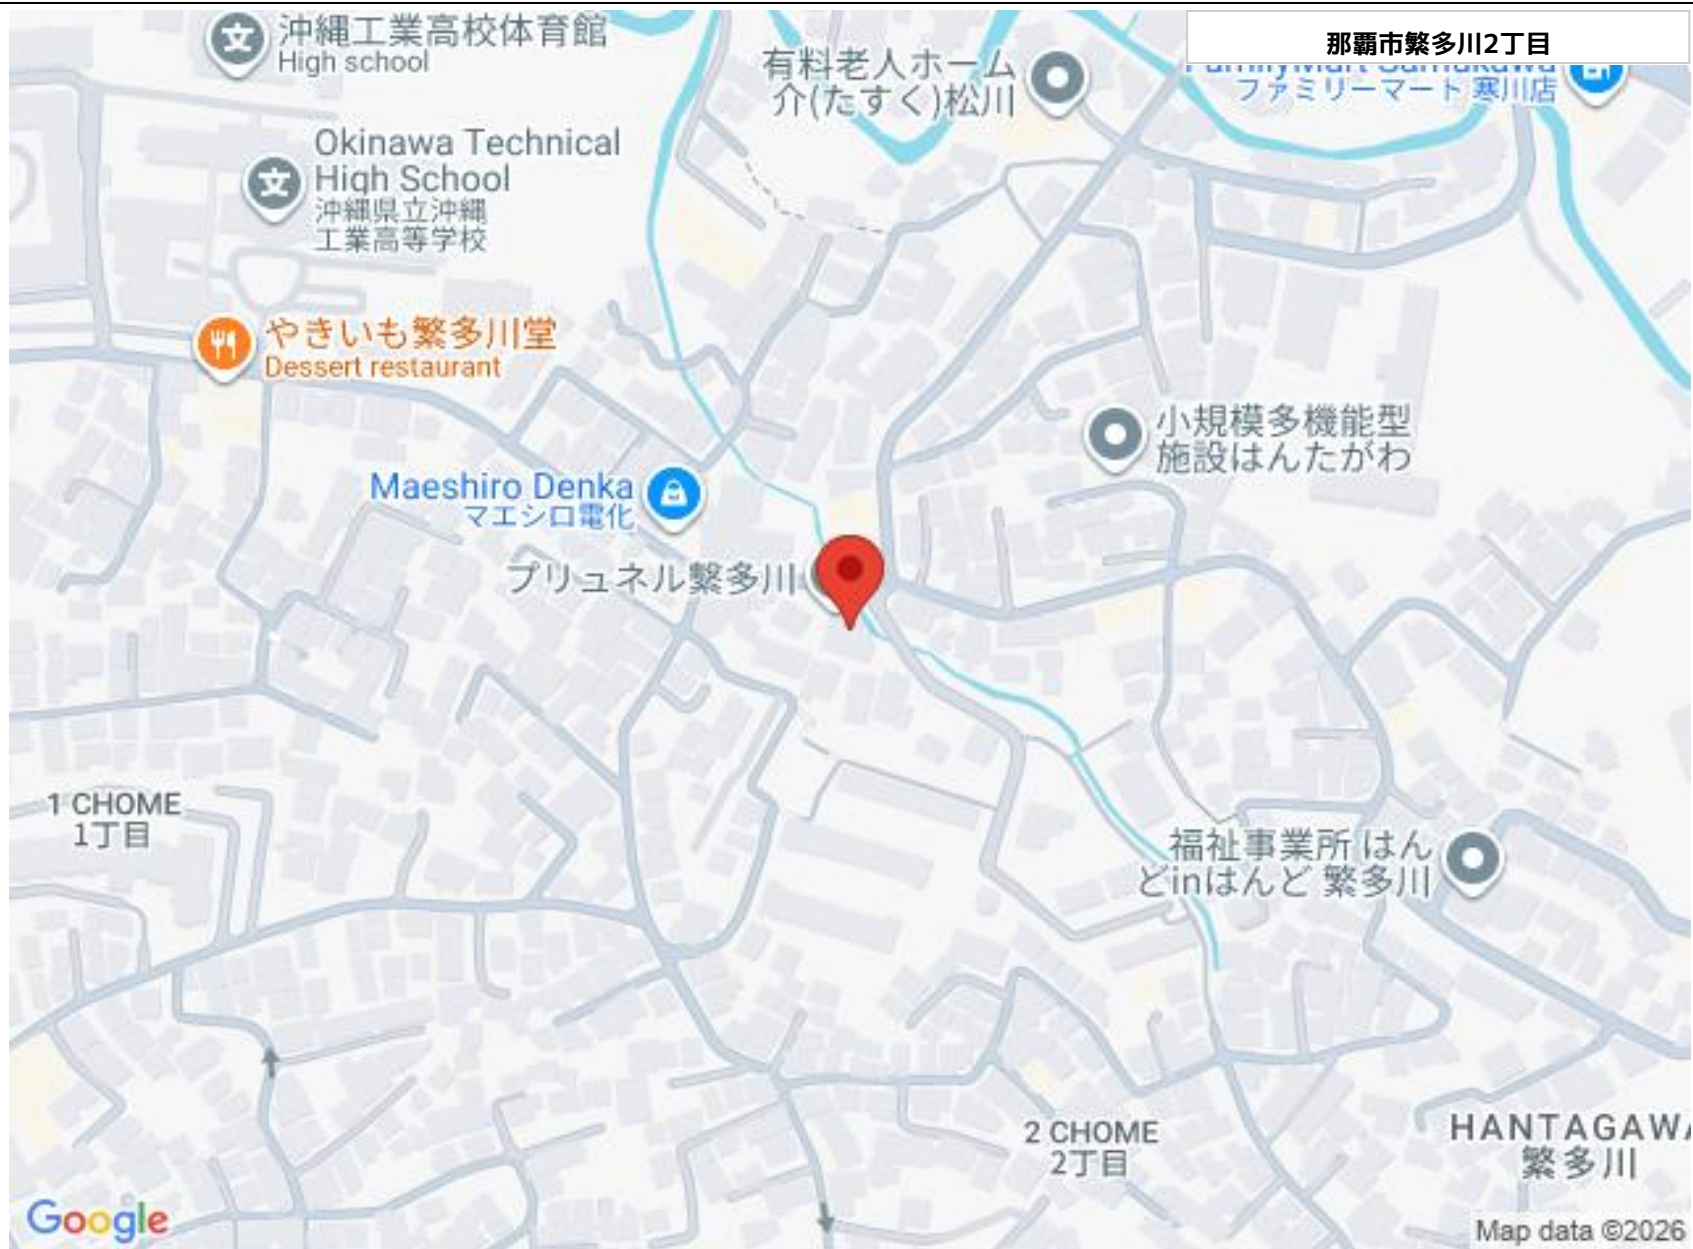 沖縄工業高校体育館
High school
有料老人ホーム
介(たすく)松川
那覇市繁多川2丁目
FamilyMart Samukawa
ファミリーマート 寒川店
Okinawa Technical
High School
沖縄県立沖縄
工業高等学校
やきいも繁多川堂
Dessert restaurant
小規模多機能型
施設はんたがわ
Maeshiro Denka
マエシロ電化
プリュネル繁多川
1 CHOME
1丁目
福祉事業所 はん
どinはんど 繁多川
2 CHOME
2丁目
HANTAGAWA
繁多川
Google
Map data ©2026